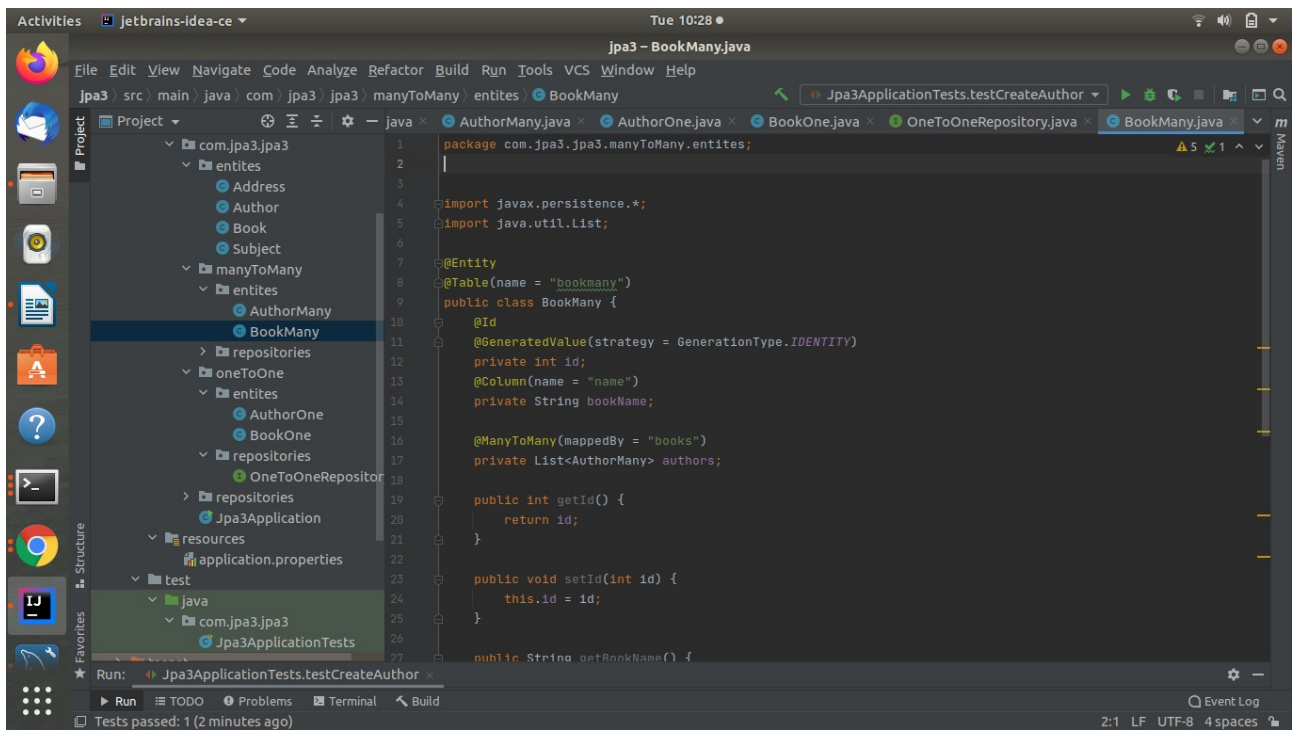 Activities jetbrains-idea-ce Tue 10:28
jpa3 – BookMany.java
File Edit View Navigate Code Analyze Refactor Build Run Tools VCS Window Help
jpa3 src main java com jpa3 jpa3 manyToMany entites BookMany Jpa3ApplicationTests.testCreateAuthor
Project java AuthorMany.java AuthorOne.java BookOne.java OneToOneRepository.java BookMany.java
Project
Structure
Favorites
m Maven
com.jpa3.jpa3
entites
Address
Author
Book
Subject
manyToMany
entites
AuthorMany
BookMany
repositories
oneToOne
entites
AuthorOne
BookOne
repositories
OneToOneRepositor
repositories
Jpa3Application
resources
application.properties
test
java
com.jpa3.jpa3
Jpa3ApplicationTests
5 1
1 package com.jpa3.jpa3.manyToMany.entites;
2
3
4 import javax.persistence.*;
5 import java.util.List;
6
7 @Entity
8 @Table(name = "bookmany")
9 public class BookMany {
10 @Id
11 @GeneratedValue(strategy = GenerationType.IDENTITY)
12 private int id;
13 @Column(name = "name")
14 private String bookName;
15
16 @ManyToMany(mappedBy = "books")
17 private List<AuthorMany> authors;
18
19 public int getId() {
20 return id;
21 }
22
23 public void setId(int id) {
24 this.id = id;
25 }
26
27 public String getBookName() {
Run: Jpa3ApplicationTests.testCreateAuthor
Run TODO Problems Terminal Build Event Log
Tests passed: 1 (2 minutes ago) 2:1 LF UTF-8 4 spaces